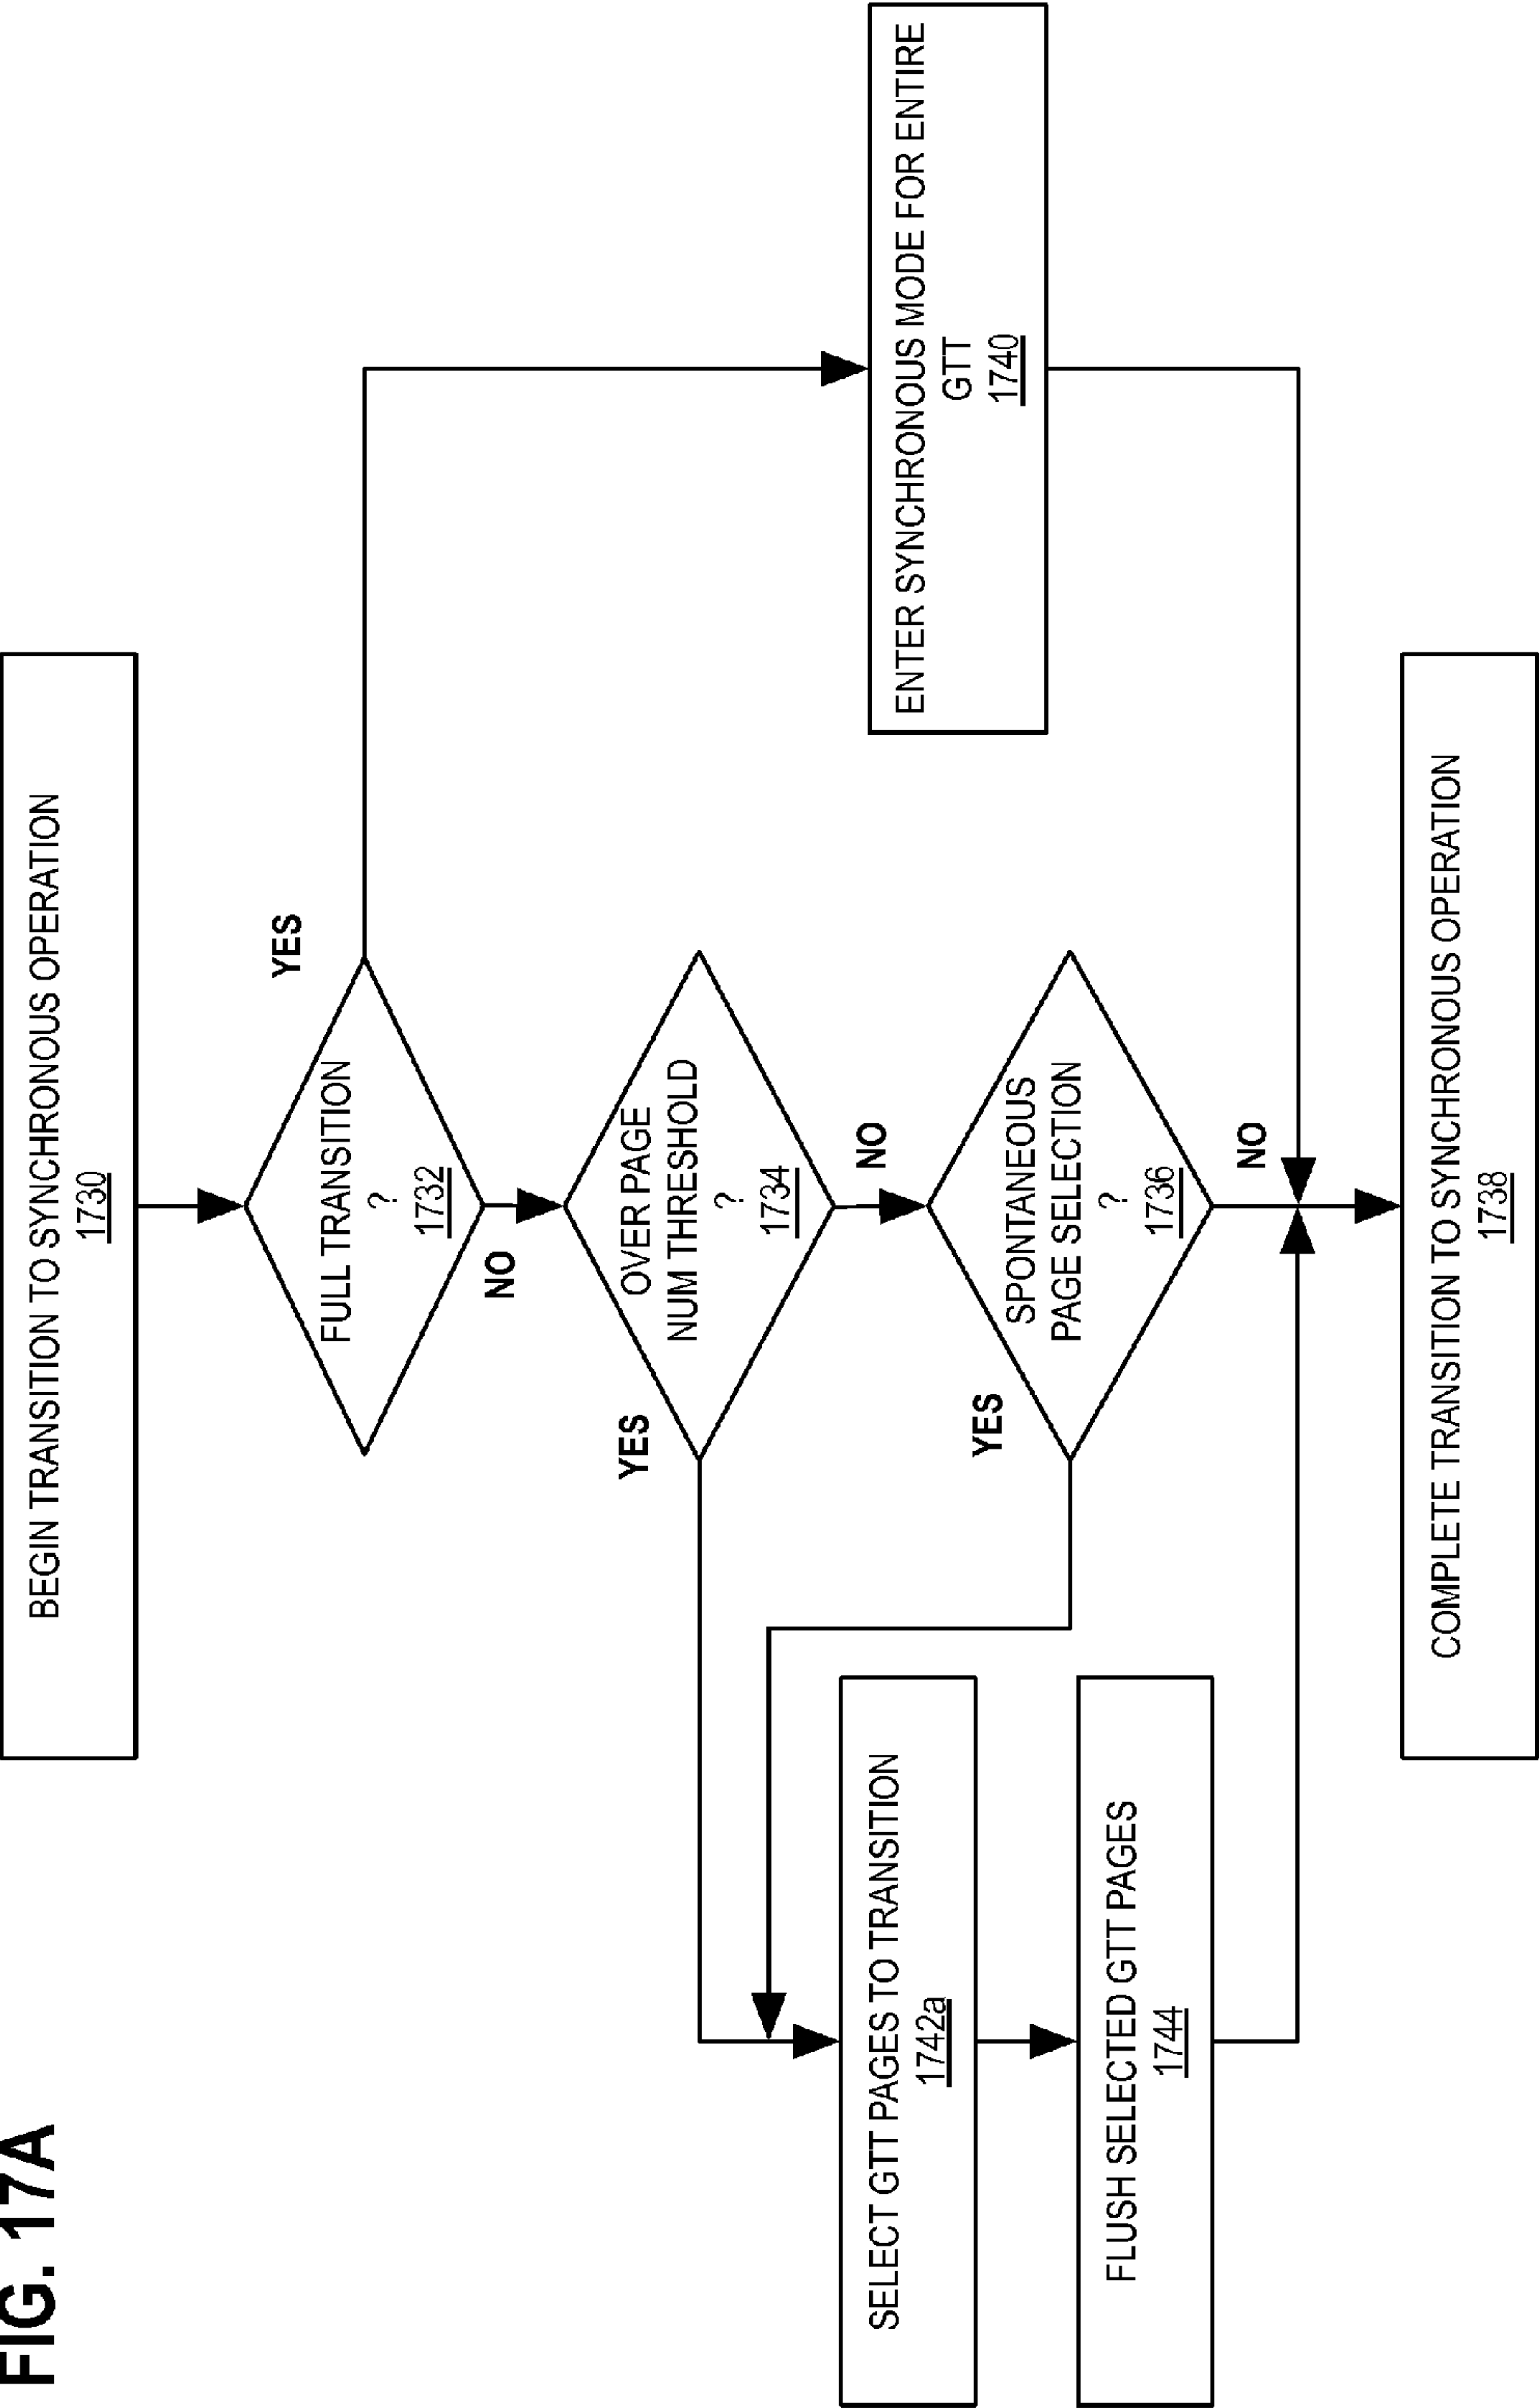 FIG. 17A
BEGIN TRANSITION TO SYNCHRONOUS OPERATION
1730
FULL TRANSITION
?
1732
YES
NO
OVER PAGE
NUM THRESHOLD
?
1734
YES
NO
SPONTANEOUS
PAGE SELECTION
?
1736
YES
NO
SELECT GTT PAGES TO TRANSITION
1742a
FLUSH SELECTED GTT PAGES
1744
ENTER SYNCHRONOUS MODE FOR ENTIRE
GTT
1740
COMPLETE TRANSITION TO SYNCHRONOUS OPERATION
1738